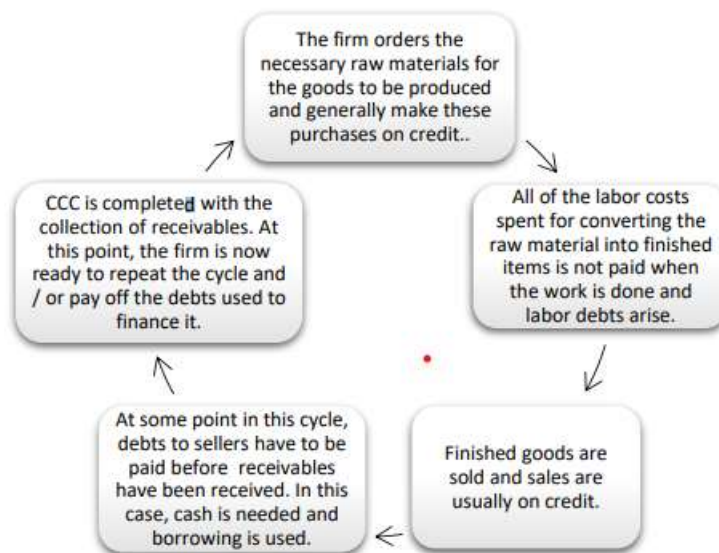 The firm orders the
necessary raw materials for
the goods to be produced
and generally make these
purchases on credit..
All of the labor costs
spent for converting the
raw material into finished
items is not paid when
the work is done and
labor debts arise.
Finished goods are
sold and sales are
usually on credit.
At some point in this cycle,
debts to sellers have to be
paid before receivables
have been received. In this
case, cash is needed and
borrowing is used.
CCC is completed with the
collection of receivables. At
this point, the firm is now
ready to repeat the cycle and
/ or pay off the debts used to
finance it.